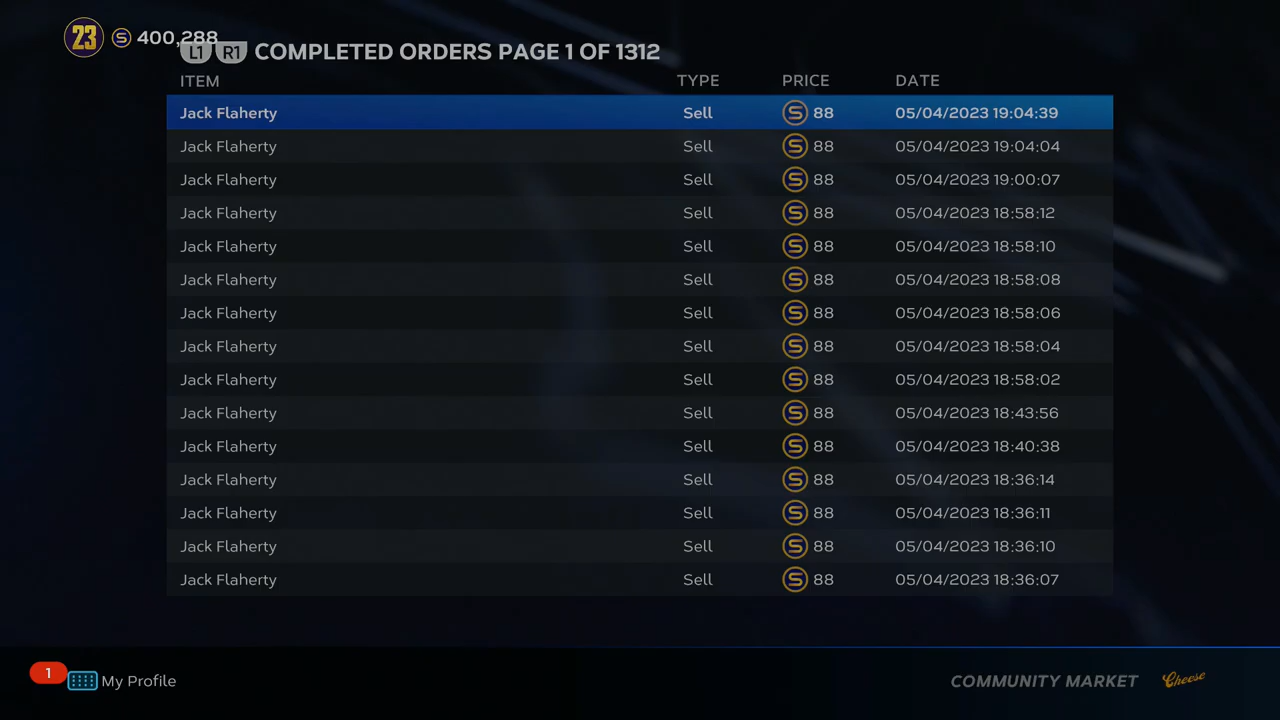 23 S 400,288
L1 R1 COMPLETED ORDERS PAGE 1 OF 1312
ITEM TYPE PRICE DATE
Jack Flaherty Sell S 88 05/04/2023 19:04:39
Jack Flaherty Sell S 88 05/04/2023 19:04:04
Jack Flaherty Sell S 88 05/04/2023 19:00:07
Jack Flaherty Sell S 88 05/04/2023 18:58:12
Jack Flaherty Sell S 88 05/04/2023 18:58:10
Jack Flaherty Sell S 88 05/04/2023 18:58:08
Jack Flaherty Sell S 88 05/04/2023 18:58:06
Jack Flaherty Sell S 88 05/04/2023 18:58:04
Jack Flaherty Sell S 88 05/04/2023 18:58:02
Jack Flaherty Sell S 88 05/04/2023 18:43:56
Jack Flaherty Sell S 88 05/04/2023 18:40:38
Jack Flaherty Sell S 88 05/04/2023 18:36:14
Jack Flaherty Sell S 88 05/04/2023 18:36:11
Jack Flaherty Sell S 88 05/04/2023 18:36:10
Jack Flaherty Sell S 88 05/04/2023 18:36:07
1 My Profile COMMUNITY MARKET Cheese